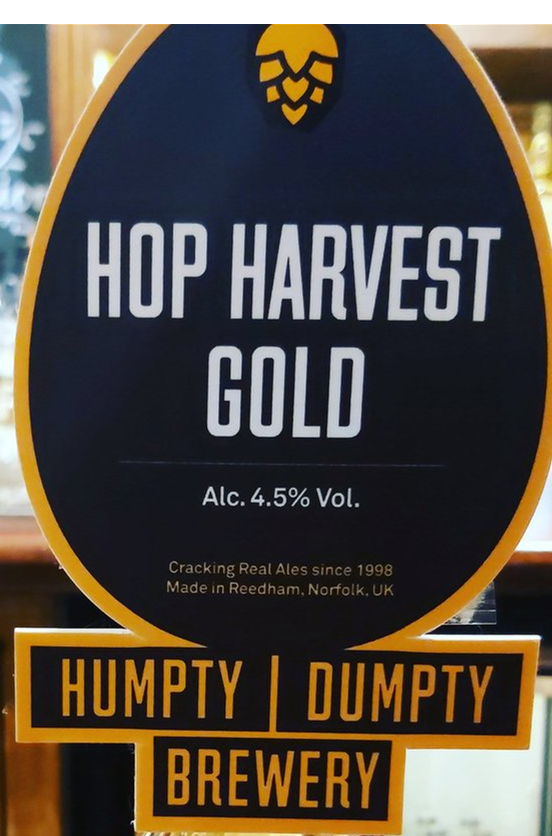 HOP HARVEST
GOLD
Alc. 4.5% Vol.
Cracking Real Ales since 1998
Made in Reedham, Norfolk, UK
HUMPTY | DUMPTY
BREWERY